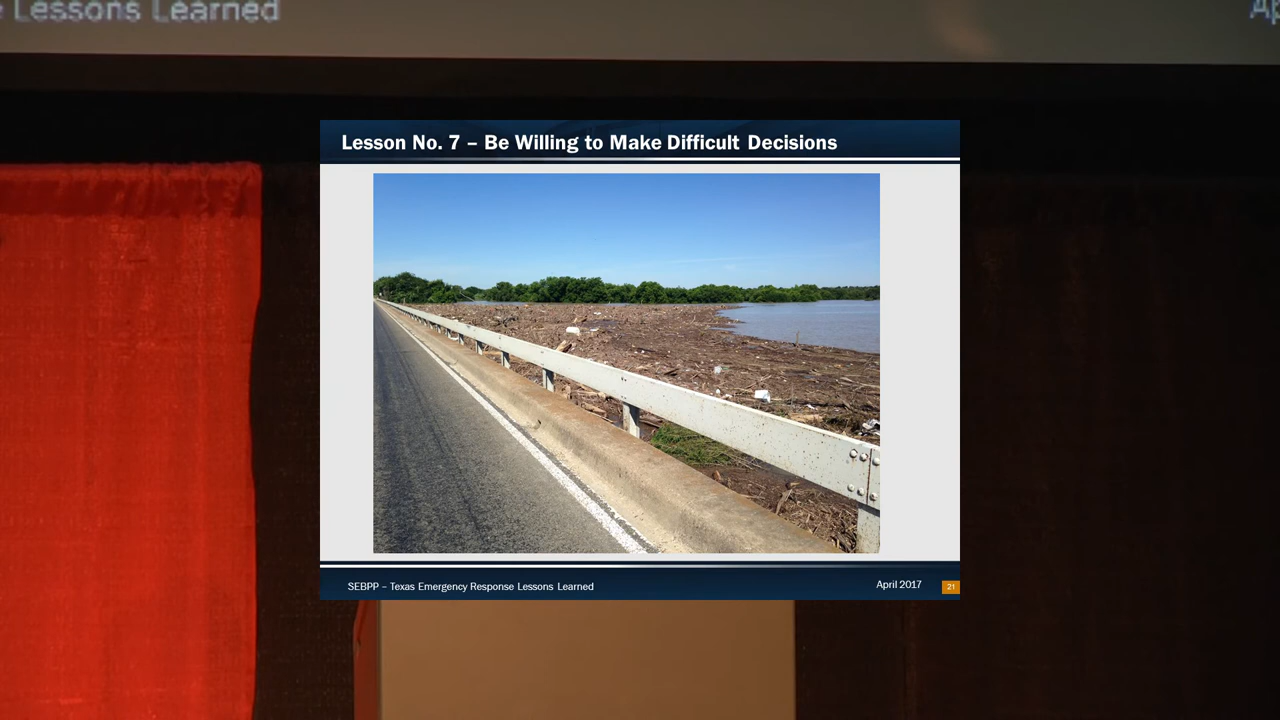 Lessons Learned
Lesson No. 7 – Be Willing to Make Difficult Decisions
SEBPP – Texas Emergency Response Lessons Learned
April 2017
21